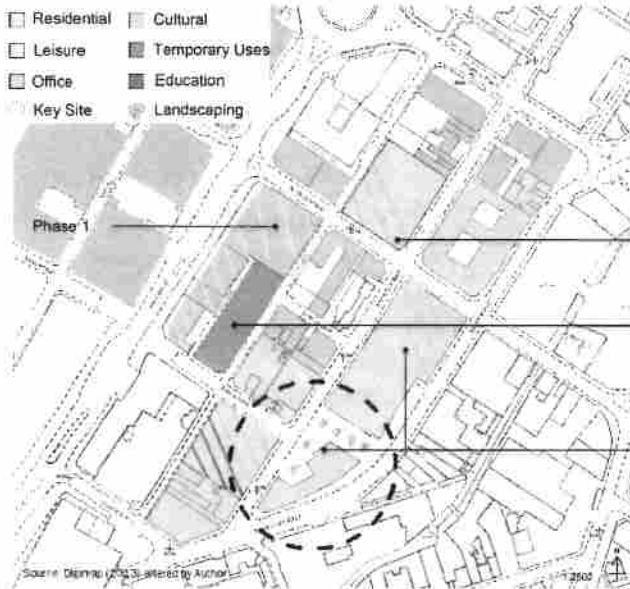 Residential
Cultural
Leisure
Temporary Uses
Office
Education
Key Site
Landscaping
Phase 1
Source: Digimap (2013) altered by Author